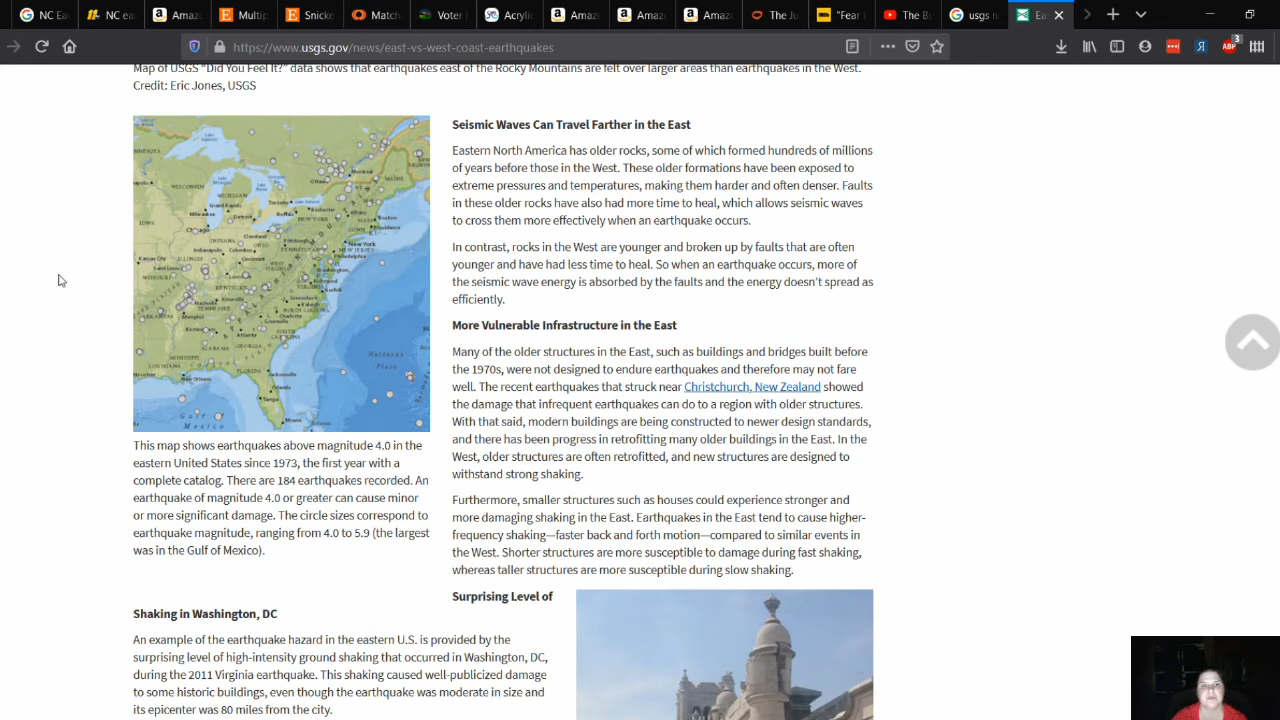 NC Ea
NC ea
Amaz
Multip
Snicke
Match
Voter
Acrylic
Amaz
Amaz
Amaz
The Ju
"Fear
The Bu
usgs n
Ea
https://www.usgs.gov/news/east-vs-west-coast-earthquakes
ABP
3
Map of USGS "Did You Feel It?" data shows that earthquakes east of the Rocky Mountains are felt over larger areas than earthquakes in the West.
Credit: Eric Jones, USGS
This map shows earthquakes above magnitude 4.0 in the
eastern United States since 1973, the first year with a
complete catalog. There are 184 earthquakes recorded. An
earthquake of magnitude 4.0 or greater can cause minor
or more significant damage. The circle sizes correspond to
earthquake magnitude, ranging from 4.0 to 5.9 (the largest
was in the Gulf of Mexico).
Seismic Waves Can Travel Farther in the East
Eastern North America has older rocks, some of which formed hundreds of millions
of years before those in the West. These older formations have been exposed to
extreme pressures and temperatures, making them harder and often denser. Faults
in these older rocks have also had more time to heal, which allows seismic waves
to cross them more effectively when an earthquake occurs.
In contrast, rocks in the West are younger and broken up by faults that are often
younger and have had less time to heal. So when an earthquake occurs, more of
the seismic wave energy is absorbed by the faults and the energy doesn't spread as
efficiently.
More Vulnerable Infrastructure in the East
Many of the older structures in the East, such as buildings and bridges built before
the 1970s, were not designed to endure earthquakes and therefore may not fare
well. The recent earthquakes that struck near Christchurch, New Zealand showed
the damage that infrequent earthquakes can do to a region with older structures.
With that said, modern buildings are being constructed to newer design standards,
and there has been progress in retrofitting many older buildings in the East. In the
West, older structures are often retrofitted, and new structures are designed to
withstand strong shaking.
Furthermore, smaller structures such as houses could experience stronger and
more damaging shaking in the East. Earthquakes in the East tend to cause higher-
frequency shaking—faster back and forth motion—compared to similar events in
the West. Shorter structures are more susceptible to damage during fast shaking,
whereas taller structures are more susceptible during slow shaking.
Surprising Level of
Shaking in Washington, DC
An example of the earthquake hazard in the eastern U.S. is provided by the
surprising level of high-intensity ground shaking that occurred in Washington, DC,
during the 2011 Virginia earthquake. This shaking caused well-publicized damage
to some historic buildings, even though the earthquake was moderate in size and
its epicenter was 80 miles from the city.